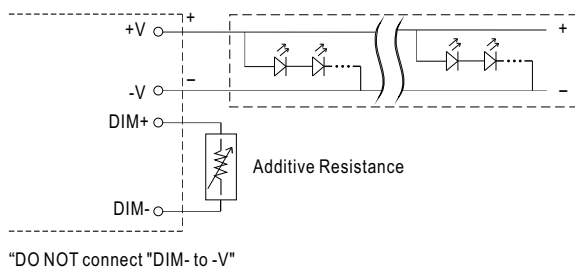 +V
+
+
-V
−
−
DIM+
Additive Resistance
DIM-
“DO NOT connect "DIM- to -V"